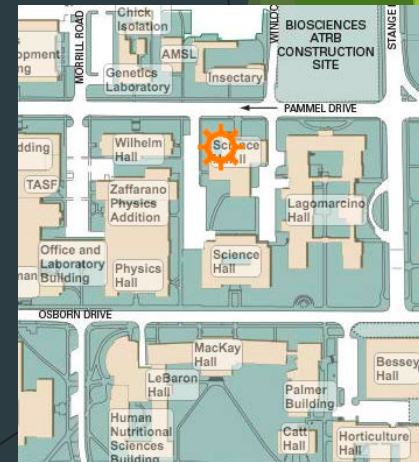 Chick
Isolation
MORRILL ROAD
AMSL
Genetics
Laboratory
Insectary
BIOSCIENCES
ATRB
CONSTRUCTION
SITE
PAMMEL DRIVE
Wilhelm
Hall
TASF
Zaffarano
Physics
Addition
Lagomarcino
Hall
Office and
Laboratory
Building
Physics
Hall
Science
Hall
OSBORN DRIVE
MacKay
Hall
LeBaron
Hall
Palmer
Building
Bessey
Hall
Human
Nutritional
Sciences
Building
Catt
Hall
Horticulture
Hall